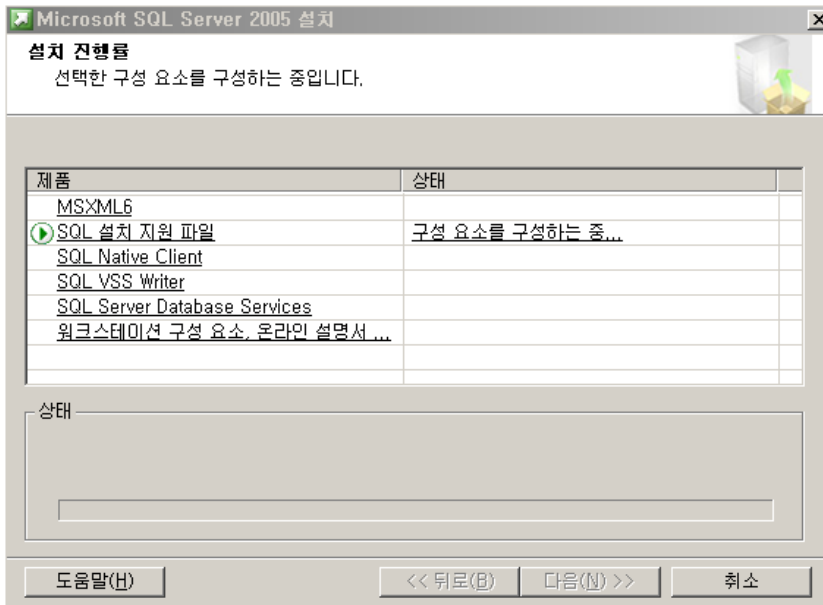 Microsoft SQL Server 2005 설치
설치 진행률
선택한 구성 요소를 구성하는 중입니다.
제품 상태
MSXML6
SQL 설치 지원 파일 구성 요소를 구성하는 중...
SQL Native Client
SQL VSS Writer
SQL Server Database Services
워크스테이션 구성 요소, 온라인 설명서 ...
상태
도움말(H) << 뒤로(B) 다음(N) >> 취소